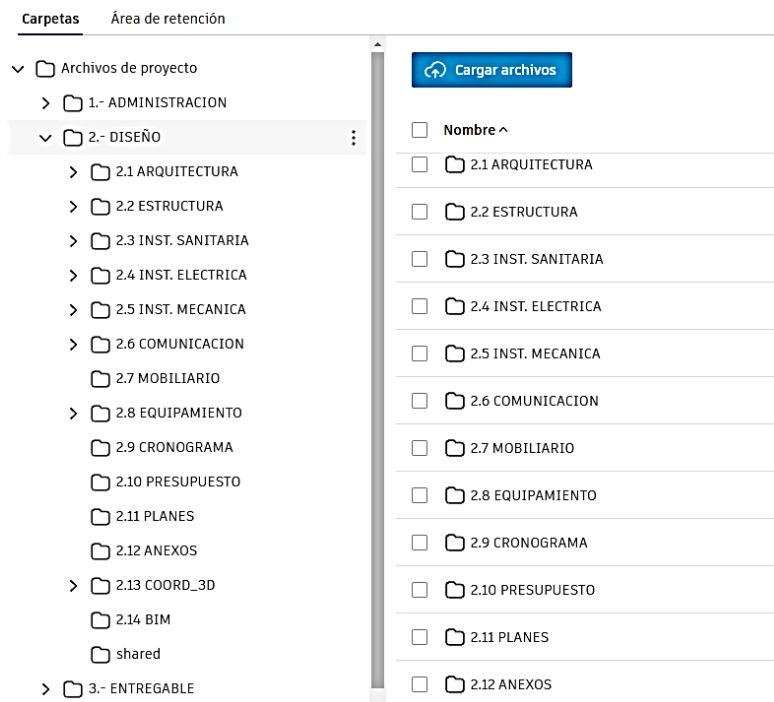 Carpetas
Área de retención
Archivos de proyecto
1.- ADMINISTRACION
2.- DISEÑO
2.1 ARQUITECTURA
2.2 ESTRUCTURA
2.3 INST. SANITARIA
2.4 INST. ELECTRICA
2.5 INST. MECANICA
2.6 COMUNICACION
2.7 MOBILIARIO
2.8 EQUIPAMIENTO
2.9 CRONOGRAMA
2.10 PRESUPUESTO
2.11 PLANES
2.12 ANEXOS
2.13 COORD_3D
2.14 BIM
shared
3.- ENTREGABLE
Cargar archivos
Nombre
2.1 ARQUITECTURA
2.2 ESTRUCTURA
2.3 INST. SANITARIA
2.4 INST. ELECTRICA
2.5 INST. MECANICA
2.6 COMUNICACION
2.7 MOBILIARIO
2.8 EQUIPAMIENTO
2.9 CRONOGRAMA
2.10 PRESUPUESTO
2.11 PLANES
2.12 ANEXOS